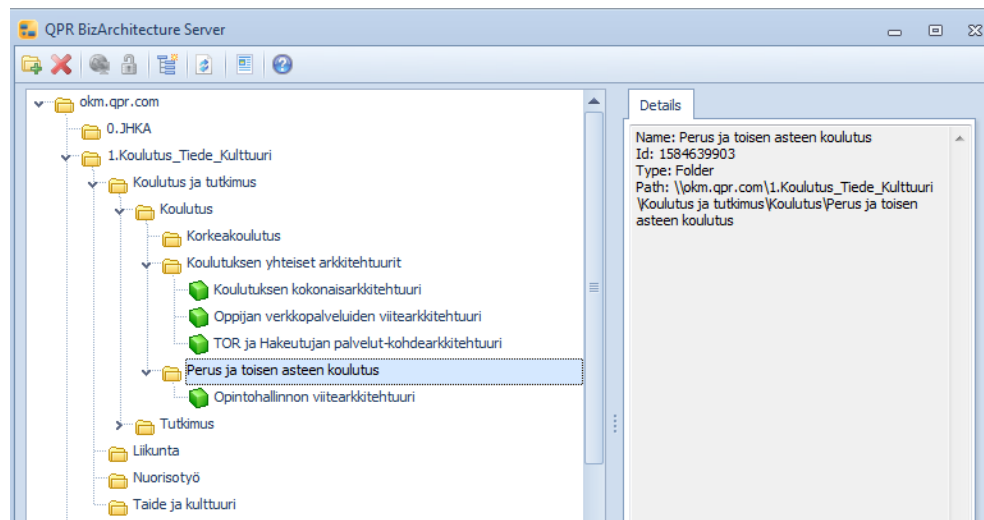 QPR BizArchitecture Server
okm.qpr.com
0.JHKA
1.Koulutus_Tiede_Kulttuuri
Koulutus ja tutkimus
Koulutus
Korkeakoulutus
Koulutuksen yhteiset arkkitehtuurit
Koulutuksen kokonaisarkkitehtuuri
Oppijan verkkopalveluiden viitearkkitehtuuri
TOR ja Hakeutujan palvelut-kohdearkkitehtuuri
Perus ja toisen asteen koulutus
Opintohallinnon viitearkkitehtuuri
Tutkimus
Liikunta
Nuorisotyö
Taide ja kulttuuri
Details
Name: Perus ja toisen asteen koulutus
Id: 1584639903
Type: Folder
Path: \\okm.qpr.com\1.Koulutus_Tiede_Kulttuuri
\Koulutus ja tutkimus\Koulutus\Perus ja toisen
asteen koulutus